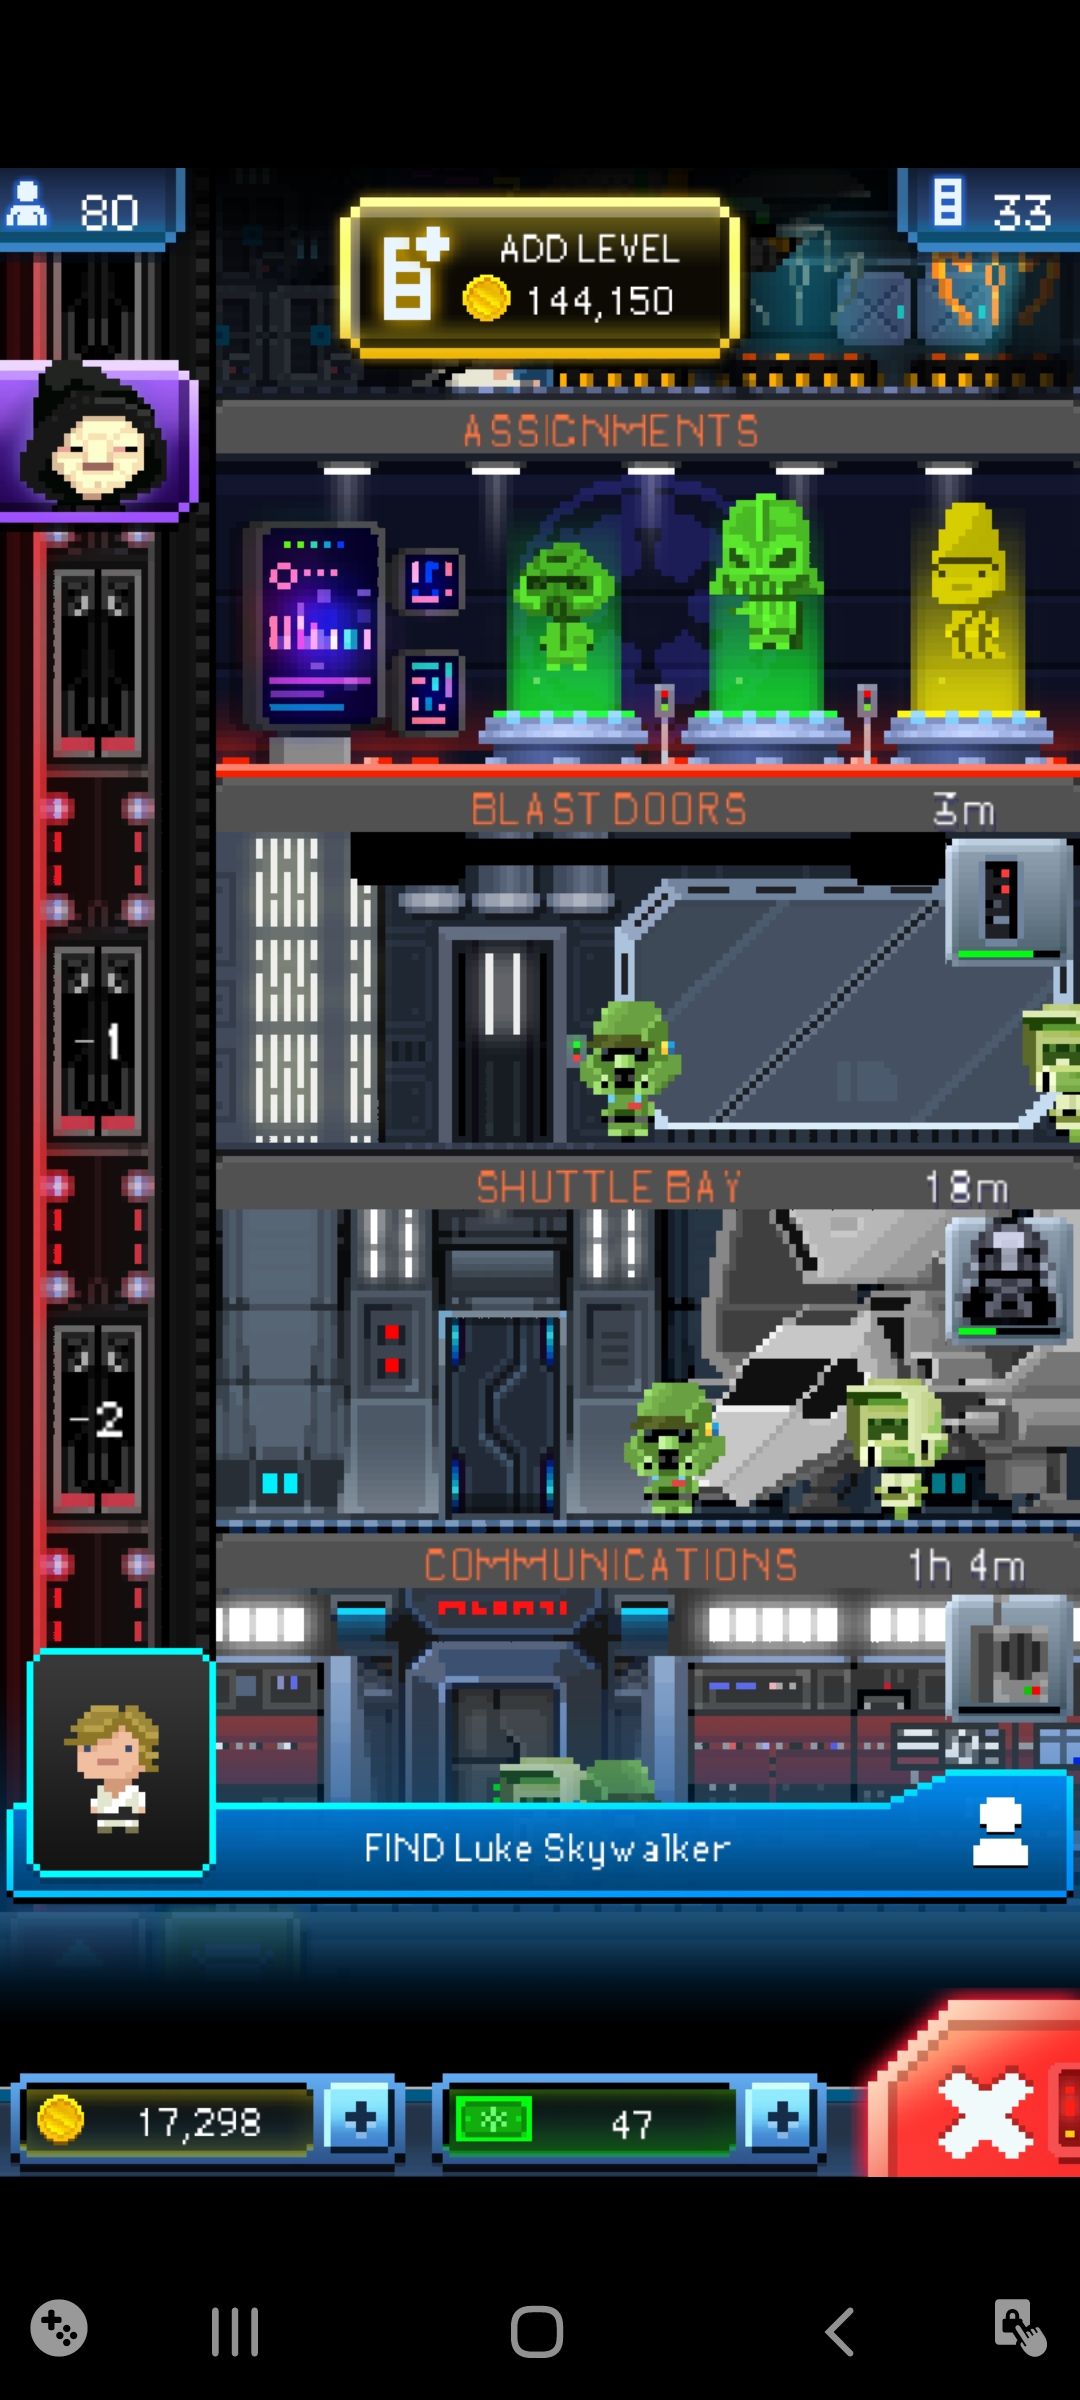 80
ADD LEVEL
144,150
33
ASSIGNMENTS
BLAST DOORS
3m
-1
SHUTTLE BAY
18m
-2
COMMUNICATIONS
1h 4m
FIND Luke Skywalker
17,298
47